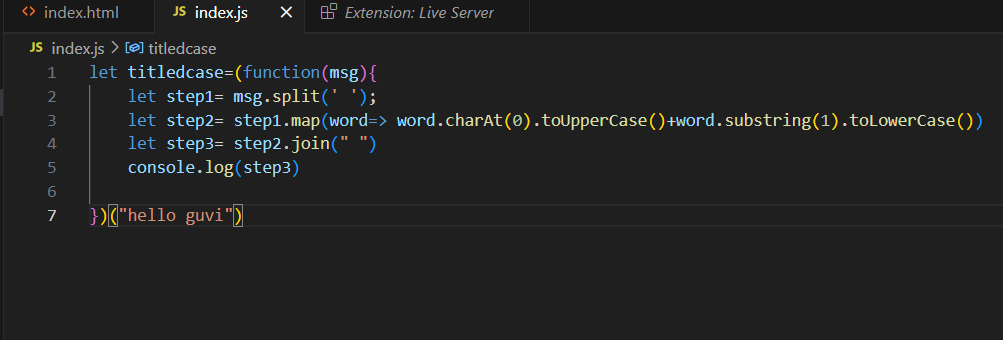 <> index.html JS index.js × Extension: Live Server
JS index.js > titledcase
1 let titledcase=(function(msg){
2 let step1= msg.split(' ');
3 let step2= step1.map(word=> word.charAt(0).toUpperCase()+word.substring(1).toLowerCase())
4 let step3= step2.join(" ")
5 console.log(step3)
6
7 })("hello guvi")